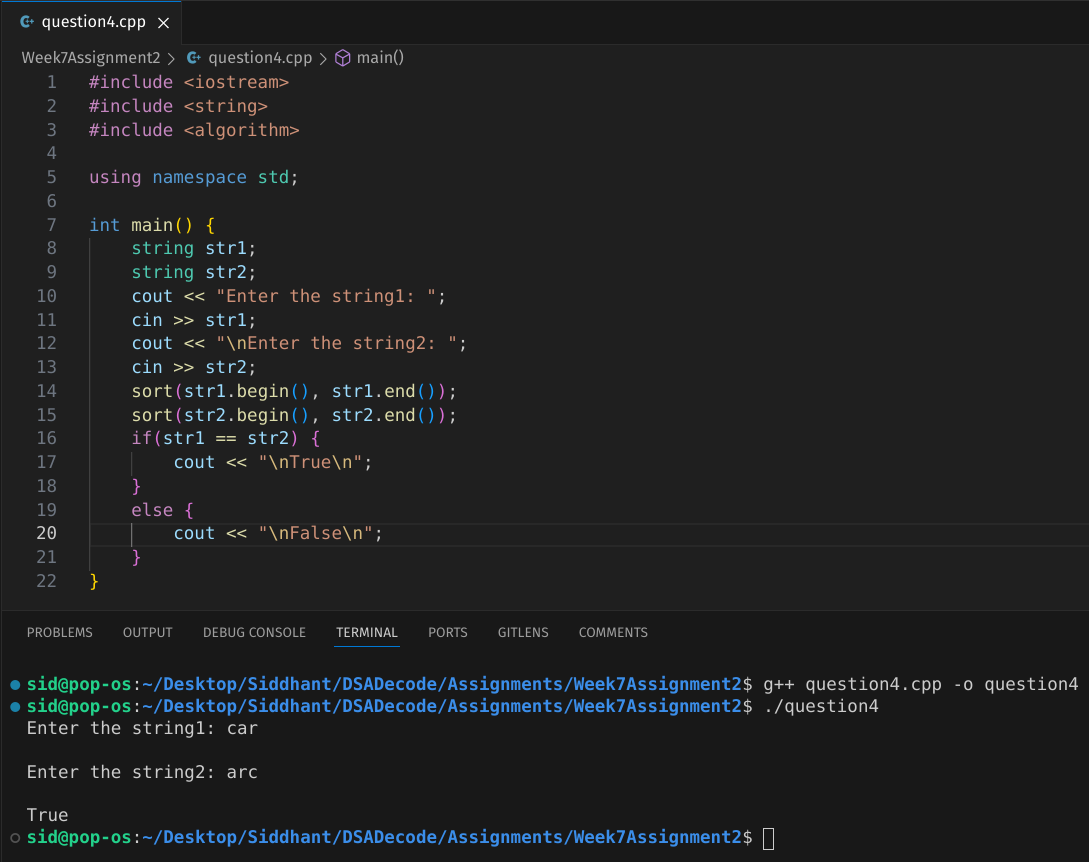 question4.cpp
Week7Assignment2 > question4.cpp > main()
1 #include <iostream>
2 #include <string>
3 #include <algorithm>
4
5 using namespace std;
6
7 int main() {
8     string str1;
9     string str2;
10     cout << "Enter the string1: ";
11     cin >> str1;
12     cout << "\nEnter the string2: ";
13     cin >> str2;
14     sort(str1.begin(), str1.end());
15     sort(str2.begin(), str2.end());
16     if(str1 == str2) {
17         cout << "\nTrue\n";
18     }
19     else {
20         cout << "\nFalse\n";
21     }
22 }
PROBLEMS OUTPUT DEBUG CONSOLE TERMINAL PORTS GITLENS COMMENTS
sid@pop-os:~/Desktop/Siddhant/DSADecode/Assignments/Week7Assignment2$ g++ question4.cpp -o question4
sid@pop-os:~/Desktop/Siddhant/DSADecode/Assignments/Week7Assignment2$ ./question4
Enter the string1: car
Enter the string2: arc
True
sid@pop-os:~/Desktop/Siddhant/DSADecode/Assignments/Week7Assignment2$